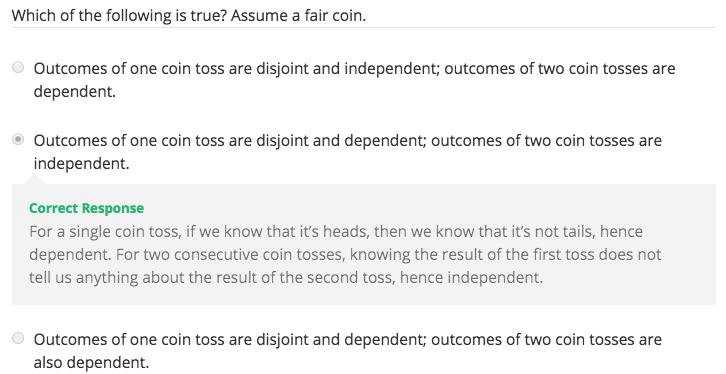 Which of the following is true? Assume a fair coin.
Outcomes of one coin toss are disjoint and independent; outcomes of two coin tosses are
dependent.
Outcomes of one coin toss are disjoint and dependent; outcomes of two coin tosses are
independent.
Correct Response
For a single coin toss, if we know that it’s heads, then we know that it’s not tails, hence
dependent. For two consecutive coin tosses, knowing the result of the first toss does not
tell us anything about the result of the second toss, hence independent.
Outcomes of one coin toss are disjoint and dependent; outcomes of two coin tosses are
also dependent.